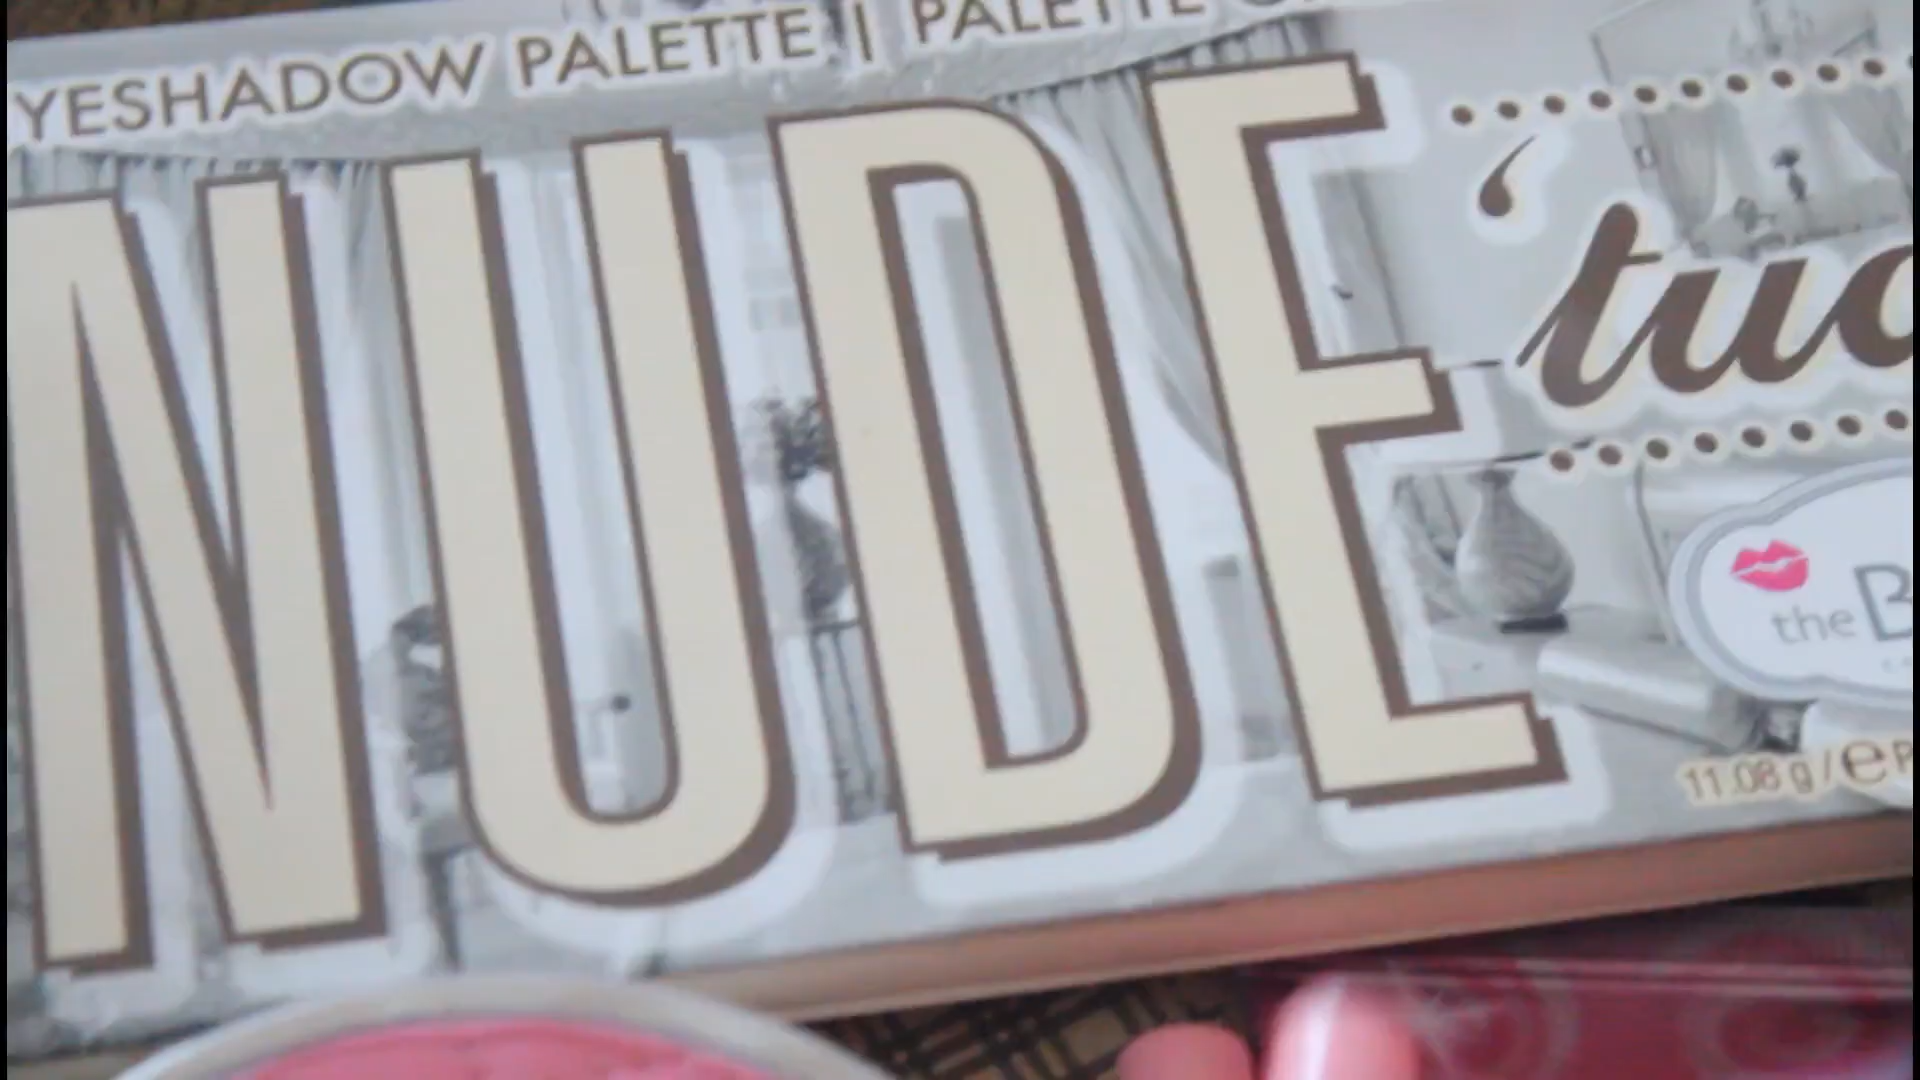 YESHADOW PALETTE | PALETTE
NUDE 'tu
the B
11.08 g / ℮